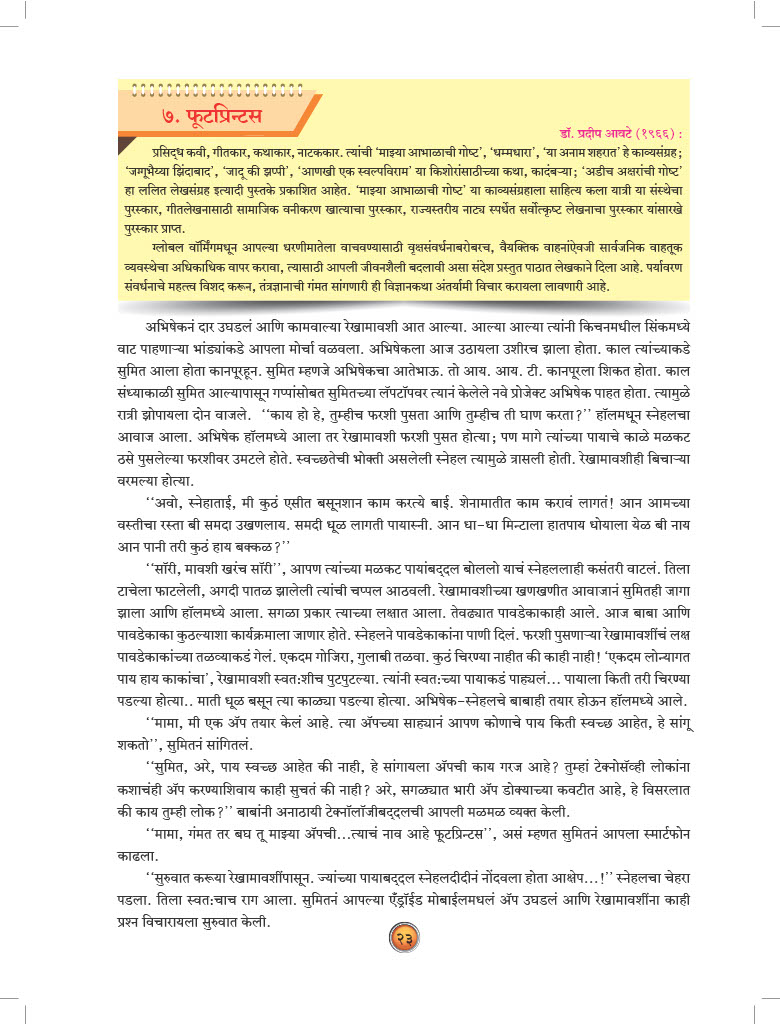 ७. फूटप्रिन्टस
डॉ. प्रदीप आवटे (१९६६) :
प्रसिद्ध कवी, गीतकार, कथाकार, नाटककार. त्यांची ‘माझ्या आभाळाची गोष्ट’, ‘धम्मधारा’, ‘या अनाम शहरात’ हे काव्यसंग्रह;
‘जग्गूभैय्या झिंदाबाद’, ‘जादू की झप्पी’, ‘आणखी एक स्वल्पविराम’ या किशोरांसाठीच्या कथा, कादंबऱ्या; ‘अडीच अक्षरांची गोष्ट’
हा ललित लेखसंग्रह इत्यादी पुस्तके प्रकाशित आहेत. ‘माझ्या आभाळाची गोष्ट’ या काव्यसंग्रहाला साहित्य कला यात्री या संस्थेचा
पुरस्कार, गीतलेखनासाठी सामाजिक वनीकरण खात्याचा पुरस्कार, राज्यस्तरीय नाट्य स्पर्धेत सर्वोत्कृष्ट लेखनाचा पुरस्कार यांसारखे
पुरस्कार प्राप्त.
ग्लोबल वॉर्मिंगमधून आपल्या धरणीमातेला वाचवण्यासाठी वृक्षसंवर्धनाबरोबरच, वैयक्तिक वाहनांऐवजी सार्वजनिक वाहतूक
व्यवस्थेचा अधिकाधिक वापर करावा, त्यासाठी आपली जीवनशैली बदलावी असा संदेश प्रस्तुत पाठात लेखकाने दिला आहे. पर्यावरण
संवर्धनाचे महत्त्व विशद करून, तंत्रज्ञानाची गंमत सांगणारी ही विज्ञानकथा अंतर्यामी विचार करायला लावणारी आहे.
अभिषेकनं दार उघडलं आणि कामवाल्या रेखामावशी आत आल्या. आल्या आल्या त्यांनी किचनमधील सिंकमध्ये
वाट पाहणाऱ्या भांड्यांकडे आपला मोर्चा वळवला. अभिषेकला आज उठायला उशीरच झाला होता. काल त्यांच्याकडे
सुमित आला होता कानपूरहून. सुमित म्हणजे अभिषेकचा आतेभाऊ. तो आय. आय. टी. कानपूरला शिकत होता. काल
संध्याकाळी सुमित आल्यापासून गप्पांसोबत सुमितच्या लॅपटॉपवर त्यानं केलेले नवे प्रोजेक्ट अभिषेक पाहत होता. त्यामुळे
रात्री झोपायला दोन वाजले. ‘‘काय हो हे, तुम्हीच फरशी पुसता आणि तुम्हीच ती घाण करता?’’ हॉलमधून स्नेहलचा
आवाज आला. अभिषेक हॉलमध्ये आला तर रेखामावशी फरशी पुसत होत्या; पण मागे त्यांच्या पायाचे काळे मळकट
ठसे पुसलेल्या फरशीवर उमटले होते. स्वच्छतेची भोक्ती असलेली स्नेहल त्यामुळे त्रासली होती. रेखामावशीही बिचाऱ्या
वरमल्या होत्या.
‘‘अवो, स्नेहाताई, मी कुठं एसीत बसूनशान काम करत्ये बाई. शेनामातीत काम करावं लागतं! आन आमच्या
वस्तीचा रस्ता बी समदा उखणलाय. समदी धूळ लागती पायास्नी. आन धा-धा मिन्टाला हातपाय धोयाला येळ बी नाय
आन पानी तरी कुठं हाय बक्कळ?’’
‘‘सॉरी, मावशी खरंच सॉरी’’, आपण त्यांच्या मळकट पायांबद्दल बोललो याचं स्नेहललाही कसंतरी वाटलं. तिला
टाचेला फाटलेली, अगदी पातळ झालेली त्यांची चप्पल आठवली. रेखामावशीच्या खणखणीत आवाजानं सुमितही जागा
झाला आणि हॉलमध्ये आला. सगळा प्रकार त्याच्या लक्षात आला. तेवढ्यात पावडेकाकाही आले. आज बाबा आणि
पावडेकाका कुठल्याशा कार्यक्रमाला जाणार होते. स्नेहलने पावडेकाकांना पाणी दिलं. फरशी पुसणाऱ्या रेखामावशींचं लक्ष
पावडेकाकांच्या तळव्याकडं गेलं. एकदम गोजिरा, गुलाबी तळवा. कुठं चिरण्या नाहीत की काही नाही! ‘एकदम लोन्यागत
पाय हाय काकांचा’, रेखामावशी स्वत:शीच पुटपुटल्या. त्यांनी स्वत:च्या पायाकडं पाह्यलं... पायाला किती तरी चिरण्या
पडल्या होत्या.. माती धूळ बसून त्या काळ्या पडल्या होत्या. अभिषेक-स्नेहलचे बाबाही तयार होऊन हॉलमध्ये आले.
‘‘मामा, मी एक ॲप तयार केलं आहे. त्या ॲपच्या साह्यानं आपण कोणाचे पाय किती स्वच्छ आहेत, हे सांगू
शकतो’’, सुमितनं सांगितलं.
‘‘सुमित, अरे, पाय स्वच्छ आहेत की नाही, हे सांगायला ॲपची काय गरज आहे? तुम्हां टेक्नोसॅव्ही लोकांना
कशाचंही ॲप करण्याशिवाय काही सुचतं की नाही? अरे, सगळ्यात भारी ॲप डोक्याच्या कवटीत आहे, हे विसरलात
की काय तुम्ही लोक?’’ बाबांनी अनाठायी टेक्नॉलॉजीबद्दलची आपली मळमळ व्यक्त केली.
‘‘मामा, गंमत तर बघ तू माझ्या ॲपची...त्याचं नाव आहे फूटप्रिन्टस’’, असं म्हणत सुमितनं आपला स्मार्टफोन
काढला.
‘‘सुरुवात करूया रेखामावशींपासून. ज्यांच्या पायाबद्दल स्नेहलदीदीनं नोंदवला होता आक्षेप...!’’ स्नेहलचा चेहरा
पडला. तिला स्वत:चाच राग आला. सुमितनं आपल्या ॲँड्रॉईड मोबाईलमधलं ॲप उघडलं आणि रेखामावशींना काही
प्रश्न विचारायला सुरुवात केली.
२३